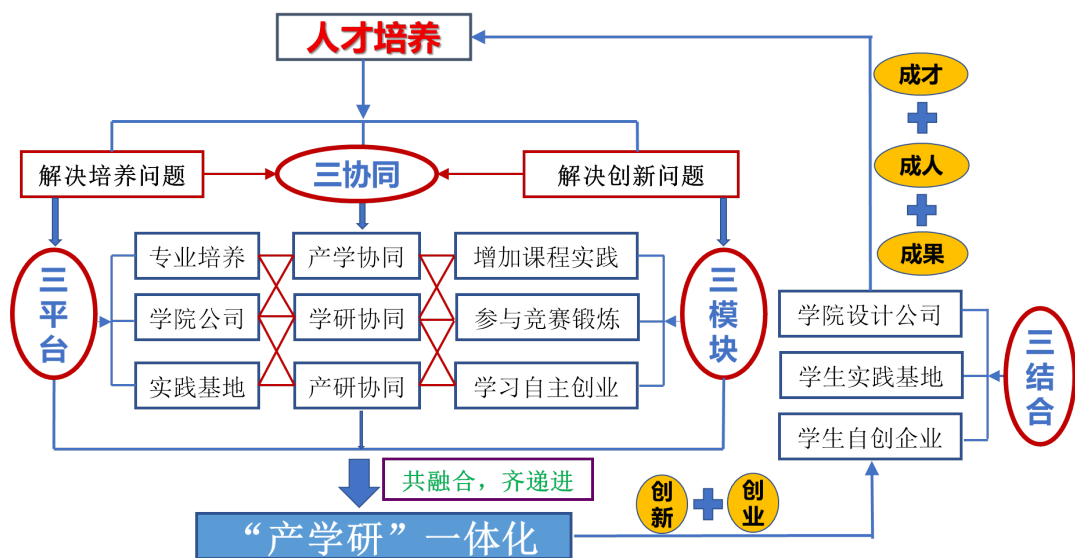 人才培养
成才
成人
成果
解决培养问题
三协同
解决创新问题
三平台
专业培养
产学协同
增加课程实践
三模块
学院公司
学研协同
参与竞赛锻炼
实践基地
产研协同
学习自主创业
学院设计公司
学生实践基地
学生自创企业
三结合
共融合，齐递进
创新
创业
“产学研”一体化